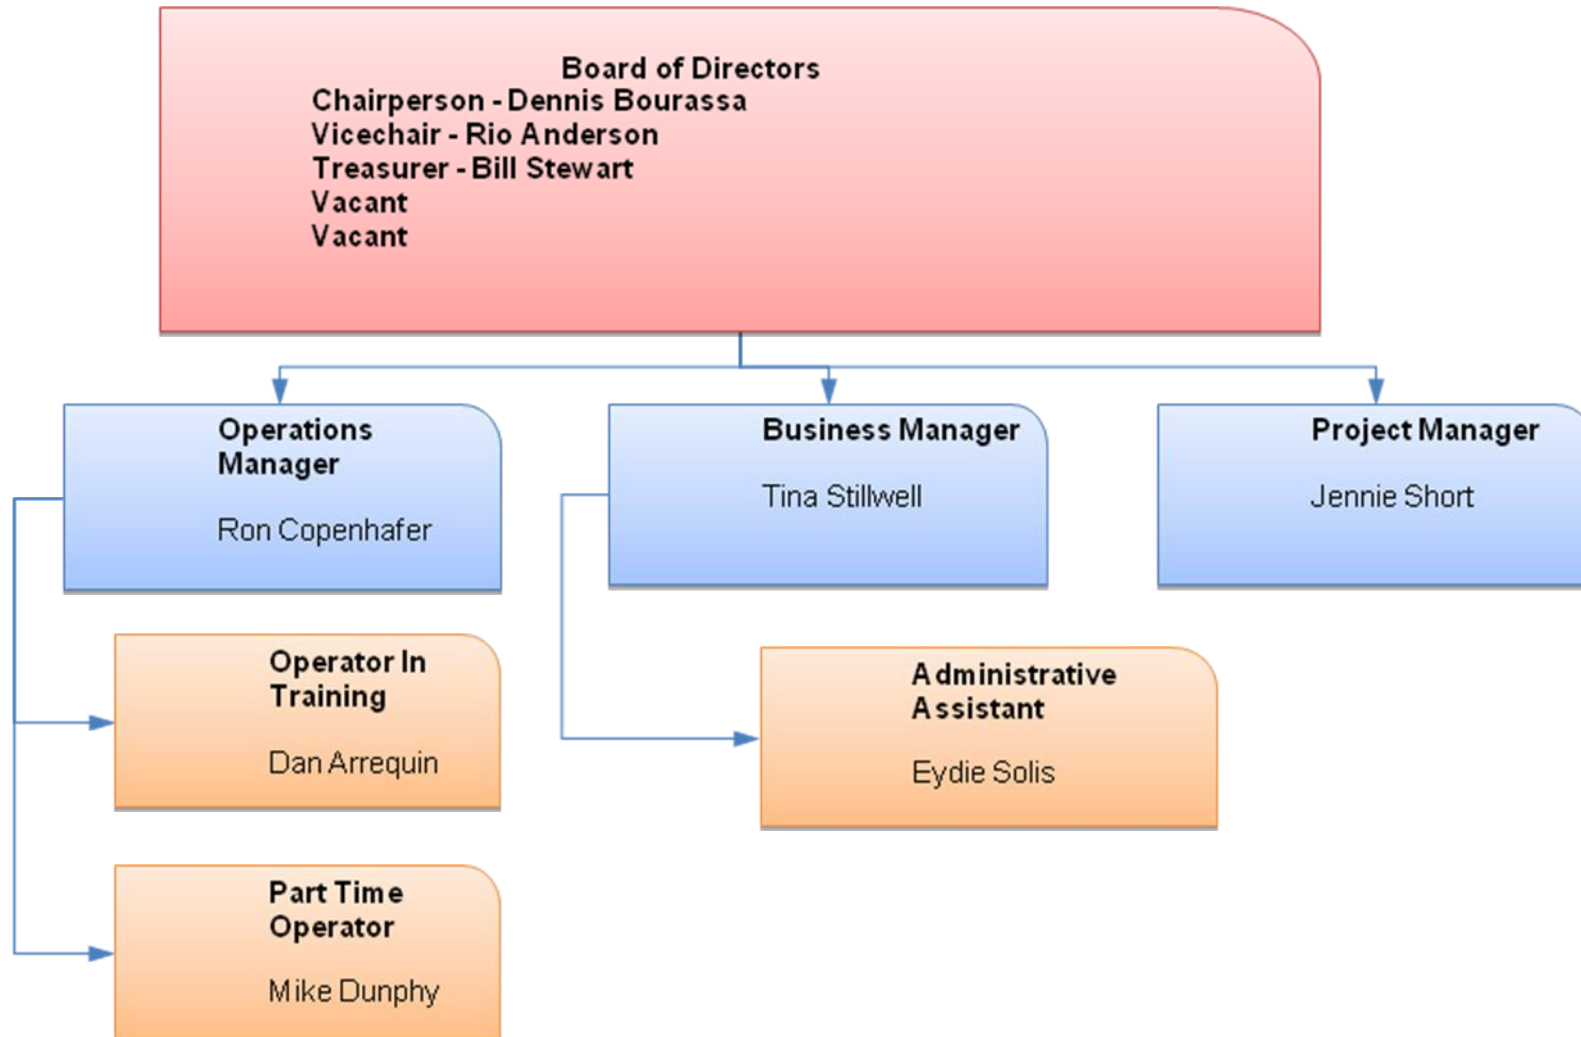 Board of Directors
Chairperson - Dennis Bourassa
Vicechair - Rio Anderson
Treasurer - Bill Stewart
Vacant
Vacant
Operations
Manager
Ron Copenhafer
Business Manager
Tina Stillwell
Project Manager
Jennie Short
Operator In
Training
Dan Arrequin
Administrative
Assistant
Eydie Solis
Part Time
Operator
Mike Dunphy